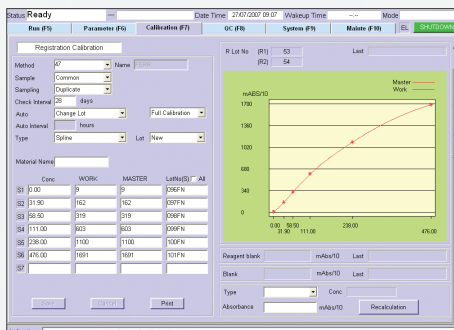 Status Ready --- Date Time 27/07/2007 09:07 Wakeup Time --:-- Mode
Run (F5) Parameter (F6) Calibration (F7) QC (F8) System (F9) Mainte (F10) EL SHUTDOWN
Registration Calibration
Method 47 Name FERR
Sample Common
Sampling Duplicate
Check Interval 28 days
Auto Change Lot Full Calibration
Auto Interval hours
Type Spline Lot New
Material Name
Conc WORK MASTER LotNo(S) All
S1 0.00 9 9 096FN
S2 31.90 162 162 097FN
S3 58.50 319 319 098FN
S4 111.00 603 603 099FN
S5 238.00 1100 1100 100FN
S6 476.00 1691 1691 101FN
S7
Save Cancel Print
R Lot No (R1) 53 Last
(R2) 54
mABS/10
Master
Work
1700
1360
1020
680
340
0
0.00 58.50 238.00
31.90 111.00 476.00
Reagent blank mAbs/10 Last
Blank mAbs/10 Last
Type Conc
Absorbance mAbs/10 Recalculation